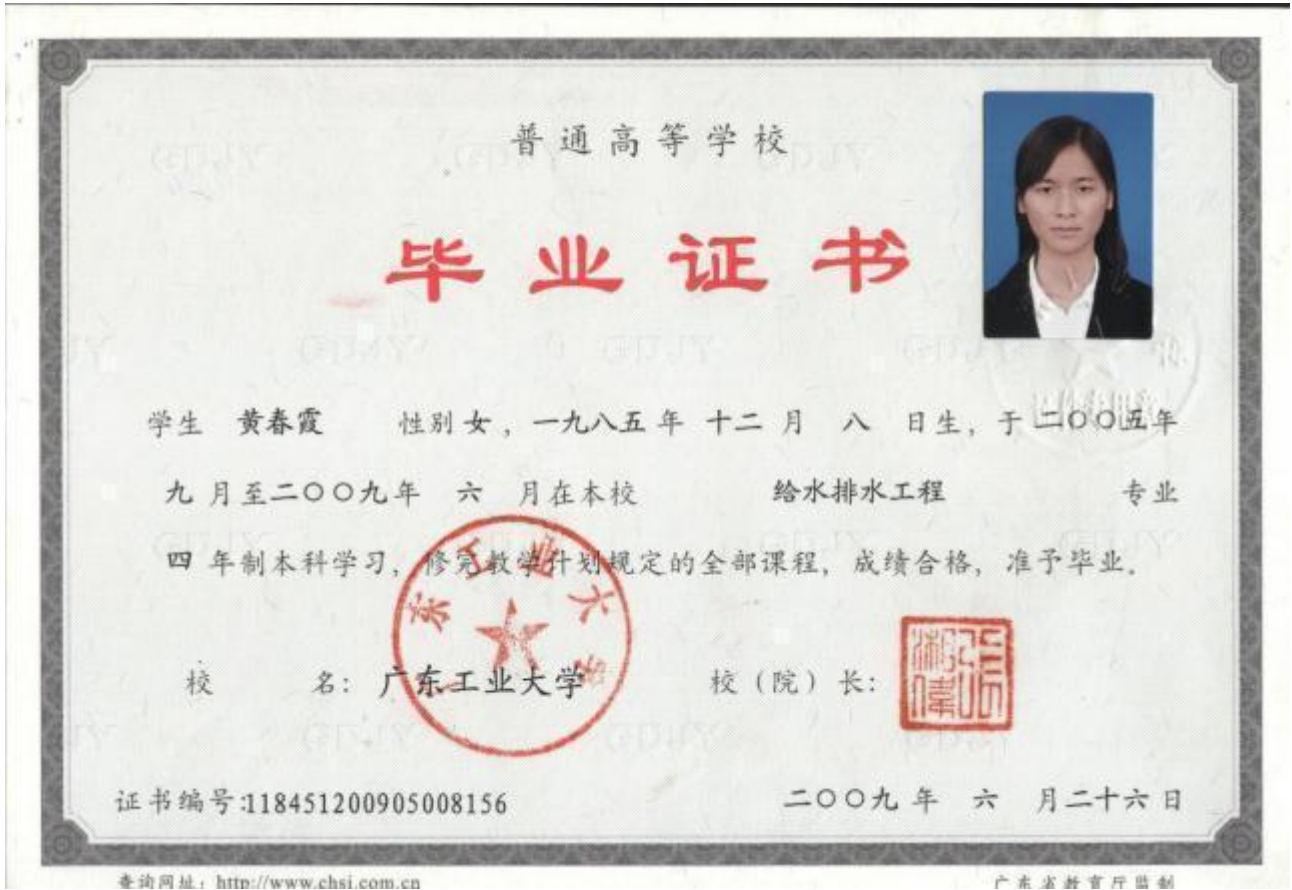 普通高等学校
毕业证书
学生 黄春霞 性别 女，一九八五年 十二 月 八 日生，于 二〇〇五年
九 月至二〇〇九年 六 月在本校 给水排水工程 专业
四 年制本科学习，修完教学计划规定的全部课程，成绩合格，准予毕业。
校 名：广东工业大学 校（院）长：
广东工业大学
证书编号:118451200905008156 二〇〇九 年 六 月二十六日
查询网址：http://www.chsi.com.cn 广东省教育厅监制